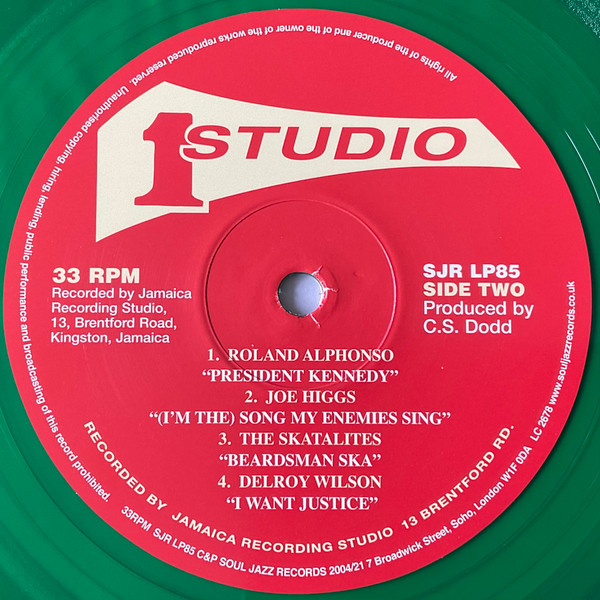 All rights of the producer and of the owner of the works reproduced reserved. Unauthorised copying, hiring, lending, public performance and broadcasting of this record prohibited.
1 STUDIO
33 RPM
Recorded by Jamaica
Recording Studio,
13, Brentford Road,
Kingston, Jamaica
SJR LP85
SIDE TWO
Produced by
C.S. Dodd
1. ROLAND ALPHONSO
“PRESIDENT KENNEDY”
2. JOE HIGGS
“(I’M THE) SONG MY ENEMIES SING”
3. THE SKATALITES
“BEARDSMAN SKA”
4. DELROY WILSON
“I WANT JUSTICE”
RECORDED BY JAMAICA RECORDING STUDIO 13 BRENTFORD RD.
33RPM SJR LP85 C&P SOUL JAZZ RECORDS 2004/21 7 Broadwick Street, Soho, London W1F 0DA LC 2678 www.souljazzrecords.co.uk